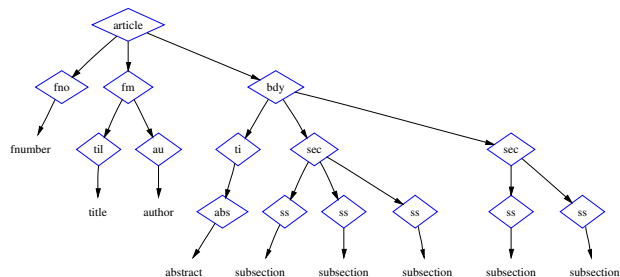 article
fno fm bdy
fnumber til au ti sec sec
title author abs ss ss ss ss ss
abstract subsection subsection subsection subsection subsection